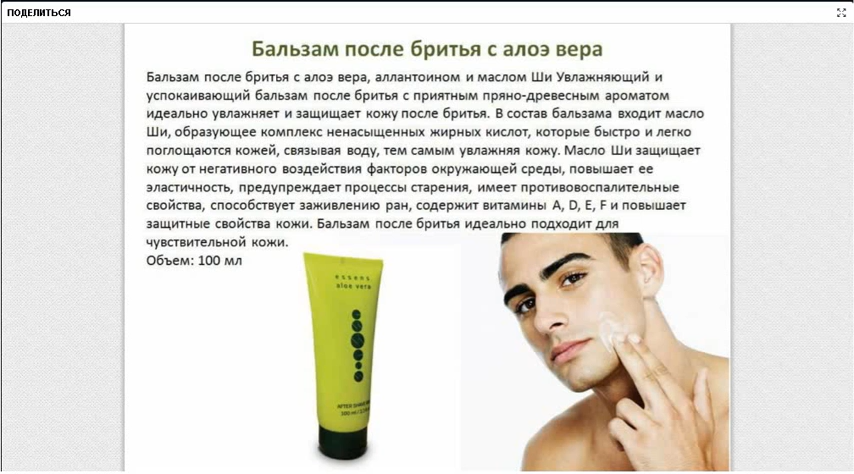 ПОДЕЛИТЬСЯ
Бальзам после бритья с алоэ вера
Бальзам после бритья с алоэ вера, аллантоином и маслом Ши Увлажняющий и
успокаивающий бальзам после бритья с приятным пряно-древесным ароматом
идеально увлажняет и защищает кожу после бритья. В состав бальзама входит масло
Ши, образующее комплекс ненасыщенных жирных кислот, которые быстро и легко
поглощаются кожей, связывая воду, тем самым увлажняя кожу. Масло Ши защищает
кожу от негативного воздействия факторов окружающей среды, повышает ее
эластичность, предупреждает процессы старения, имеет противовоспалительные
свойства, способствует заживлению ран, содержит витамины A, D, E, F и повышает
защитные свойства кожи. Бальзам после бритья идеально подходит для
чувствительной кожи.
Объем: 100 мл
essens
aloe vera
AFTER SHAVE
100 ml